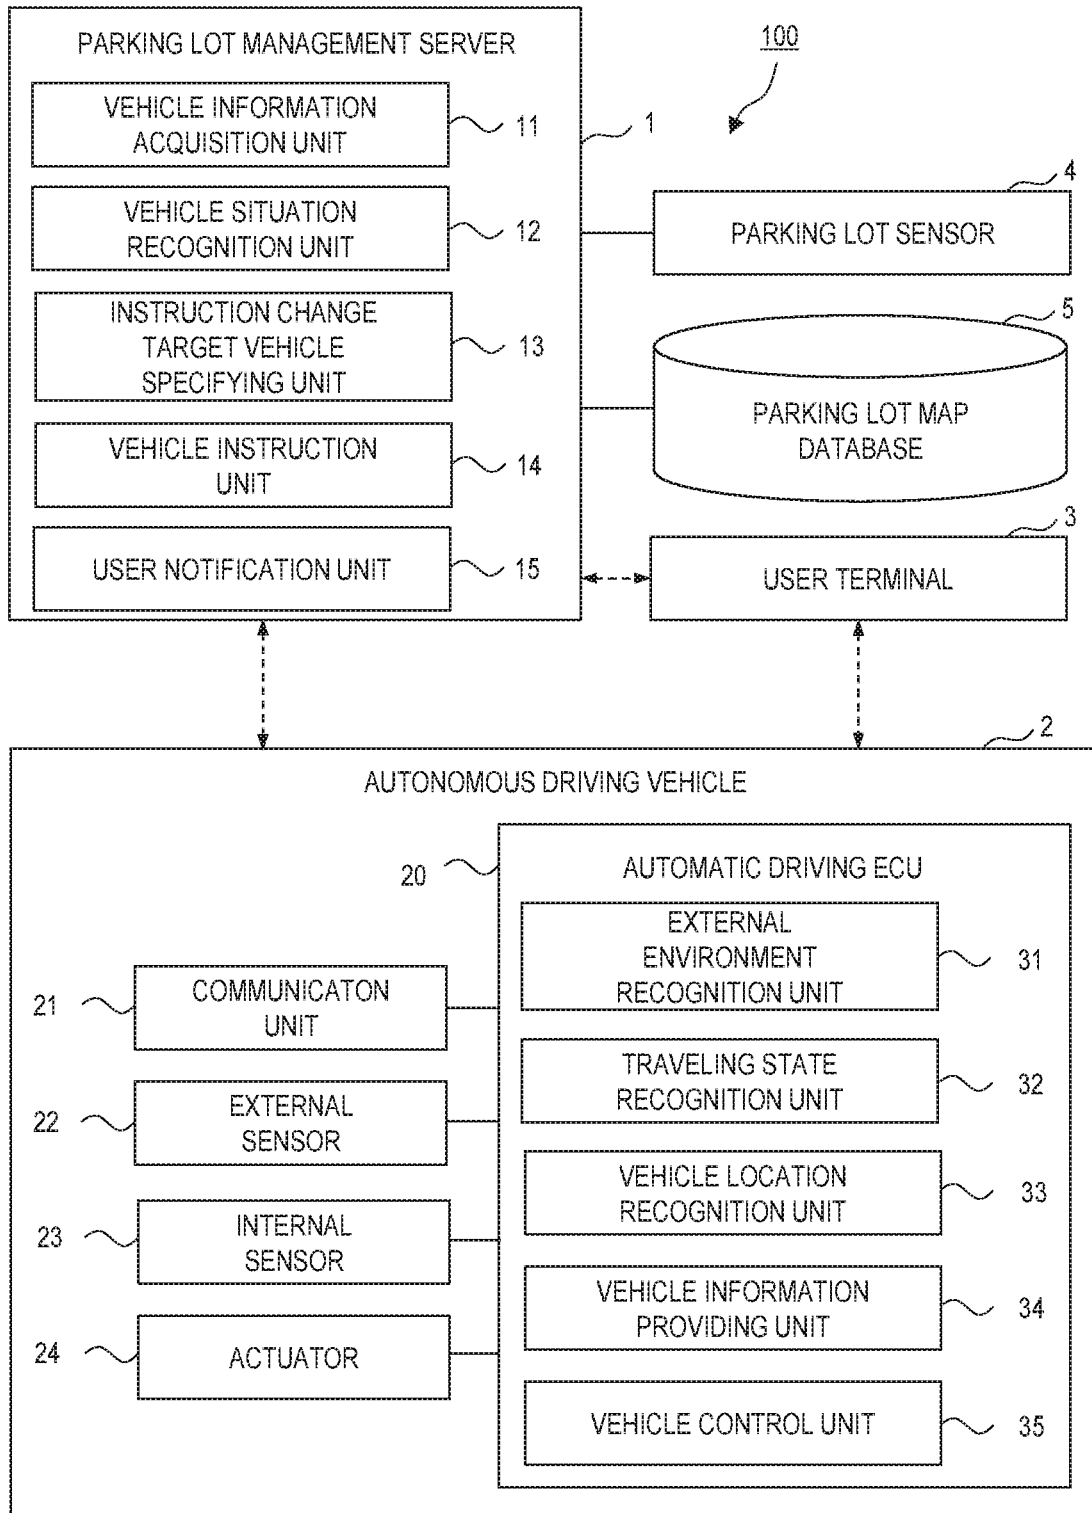 PARKING LOT MANAGEMENT SERVER
100
VEHICLE INFORMATION
ACQUISITION UNIT
11
1
VEHICLE SITUATION
RECOGNITION UNIT
12
4
PARKING LOT SENSOR
INSTRUCTION CHANGE
TARGET VEHICLE
SPECIFYING UNIT
13
5
PARKING LOT MAP
DATABASE
VEHICLE INSTRUCTION
UNIT
14
3
USER NOTIFICATION UNIT
15
USER TERMINAL
2
AUTONOMOUS DRIVING VEHICLE
20
AUTOMATIC DRIVING ECU
EXTERNAL
ENVIRONMENT
RECOGNITION UNIT
31
21
COMMUNICATON
UNIT
TRAVELING STATE
RECOGNITION UNIT
32
22
EXTERNAL
SENSOR
VEHICLE LOCATION
RECOGNITION UNIT
33
23
INTERNAL
SENSOR
VEHICLE INFORMATION
PROVIDING UNIT
34
24
ACTUATOR
VEHICLE CONTROL UNIT
35